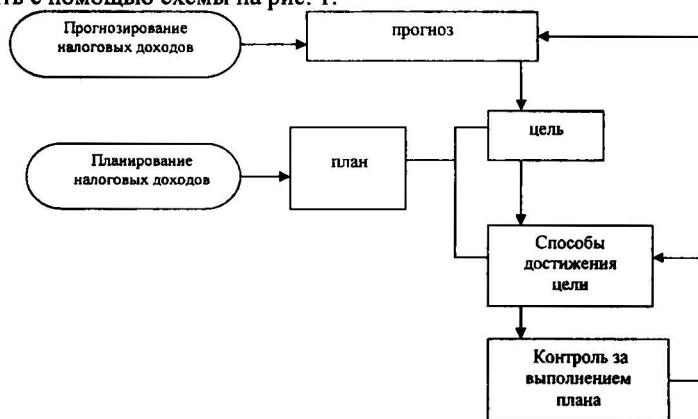 ть с помощью схемы на рис. 1.
Прогнозирование
налоговых доходов
прогноз
цель
Планирование
налоговых доходов
план
Способы
достижения
цели
Контроль за
выполнением
плана